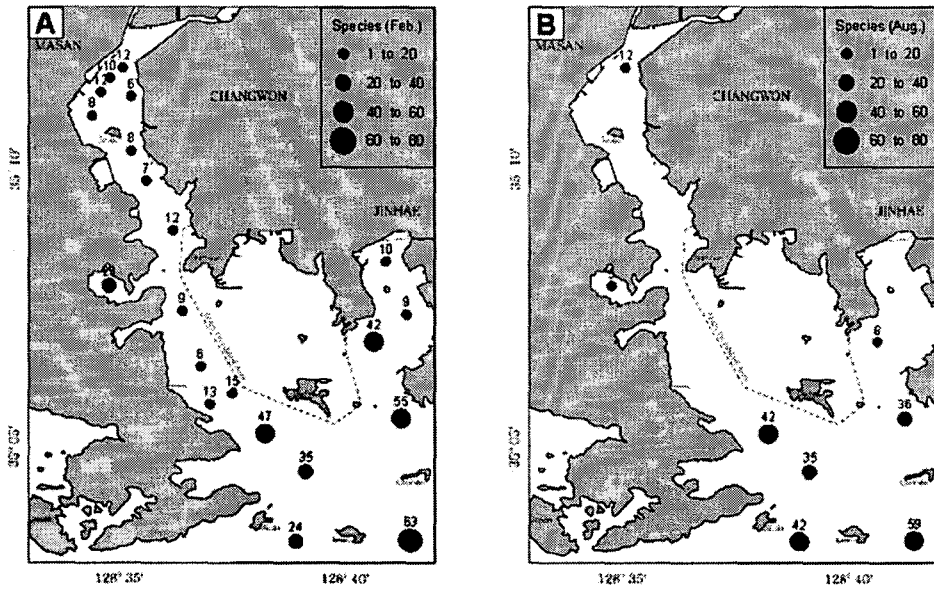 A
MASAN
CHANGWON
JINHAE
Species (Feb.)
1 to 20
20 to 40
40 to 60
60 to 80
12
10
12
6
8
8
7
12
10
9
9
42
6
13
15
55
47
35
24
63
35° 10'
35° 05'
128° 35'
128° 40'
B
MASAN
CHANGWON
JINHAE
Species (Aug.)
1 to 20
20 to 40
40 to 60
60 to 80
12
6
36
42
35
42
59
35° 10'
35° 05'
128° 35'
128° 40'